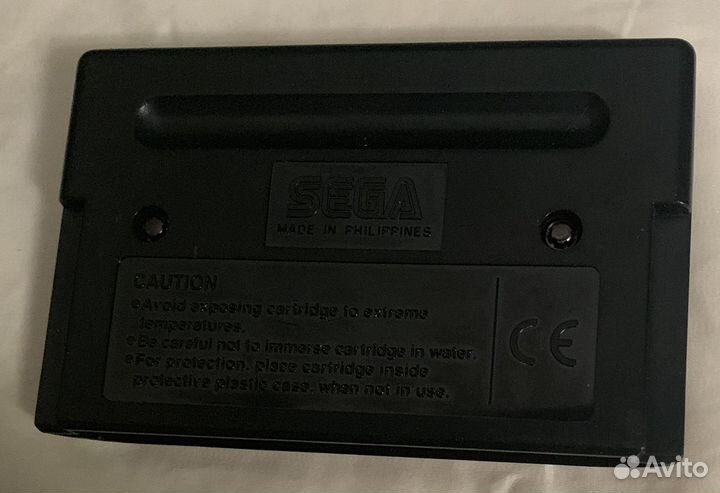 SEGA
MADE IN PHILIPPINES
CAUTION
●Avoid exposing cartridge to extreme
temperatures.
●Be careful not to immerse cartridge in water.
●For protection, place cartridge inside
protective plastic case, when not in use.
CE
Avito